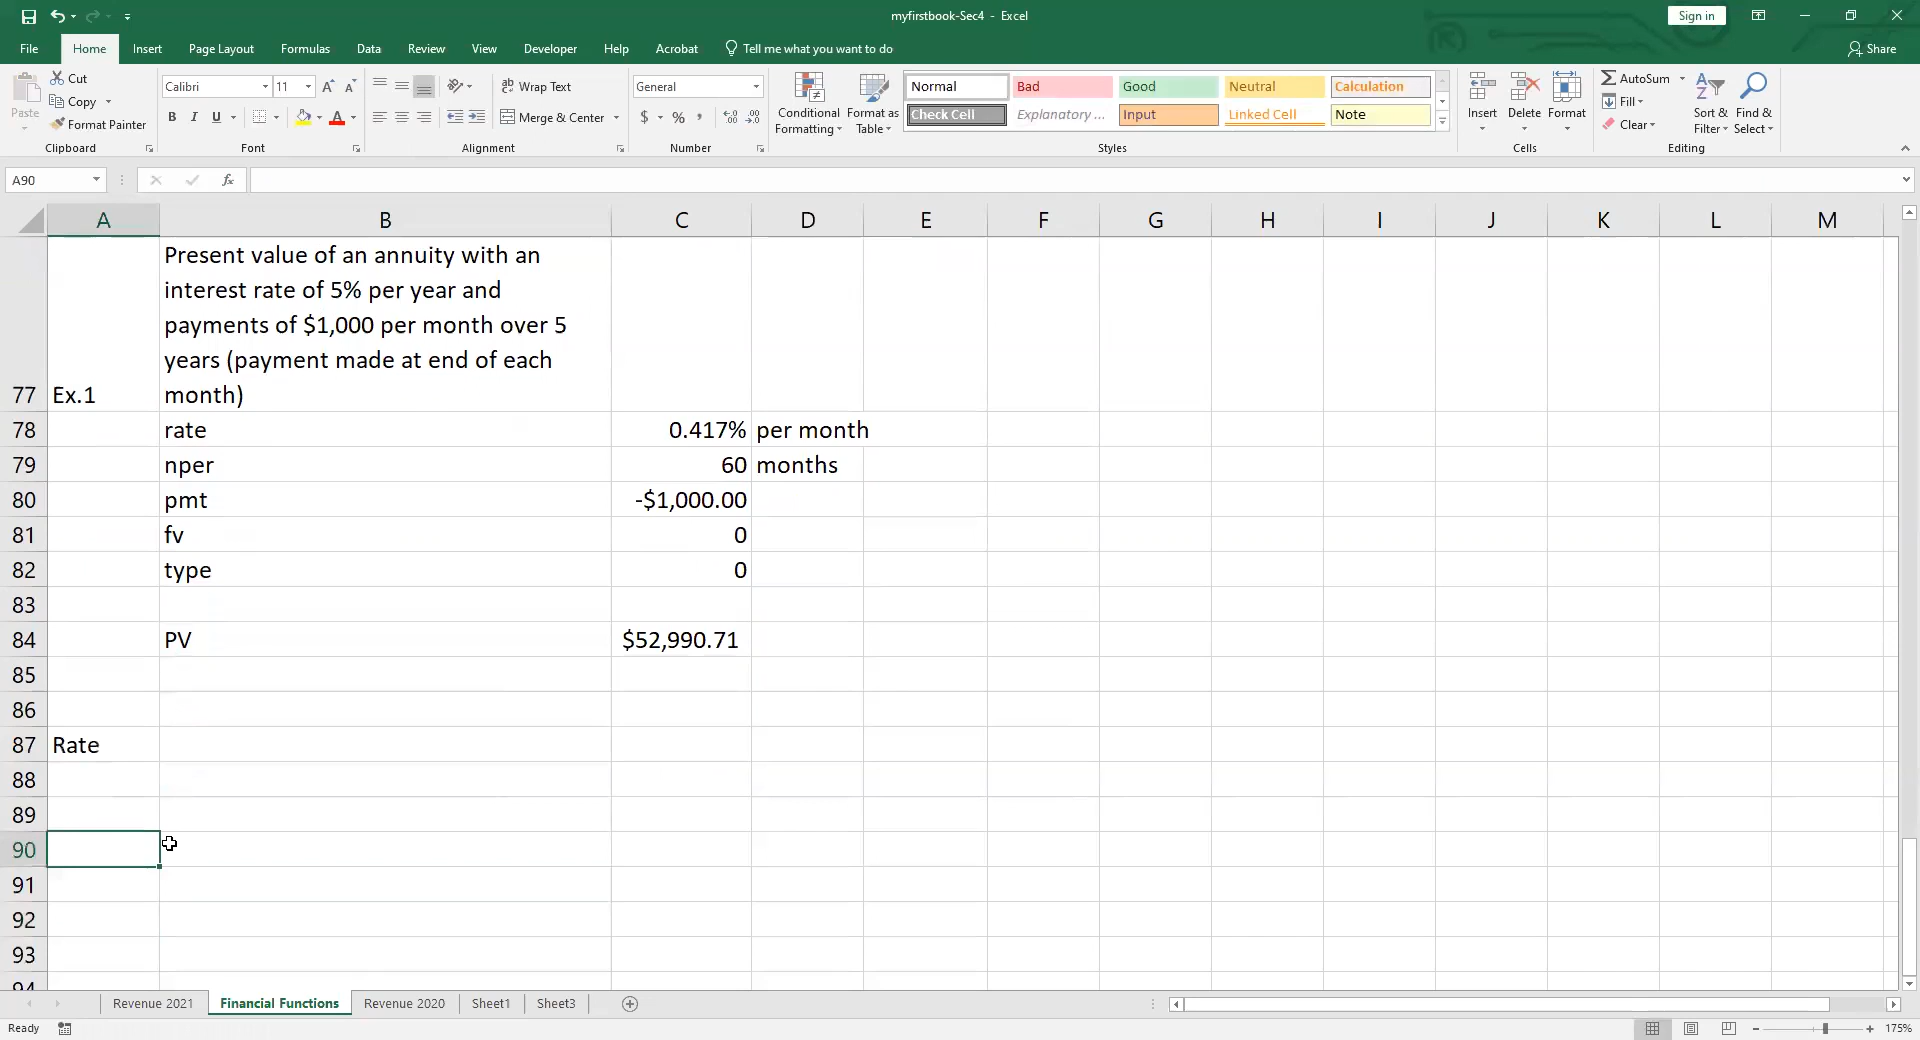 myfirstbook-Sec4 - Excel
Sign in
File Home Insert Page Layout Formulas Data Review View Developer Help Acrobat Tell me what you want to do Share
Paste
Cut
Copy
Format Painter
Clipboard
Calibri 11 A A
B I U A
Font
Wrap Text
Merge & Center
Alignment
General
$ % ,
Number
Conditional Formatting
Format as Table
Normal Bad Good Neutral Calculation
Check Cell Explanatory ... Input Linked Cell Note
Styles
Insert Delete Format
Cells
AutoSum
Fill
Clear
Sort & Filter
Find & Select
Editing
A90 fx
A B C D E F G H I J K L M
Present value of an annuity with an
interest rate of 5% per year and
payments of $1,000 per month over 5
years (payment made at end of each
77 Ex.1 month)
78 rate 0.417% per month
79 nper 60 months
80 pmt -$1,000.00
81 fv 0
82 type 0
83
84 PV $52,990.71
85
86
87 Rate
88
89
90
91
92
93
94
Revenue 2021 Financial Functions Revenue 2020 Sheet1 Sheet3
Ready 175%